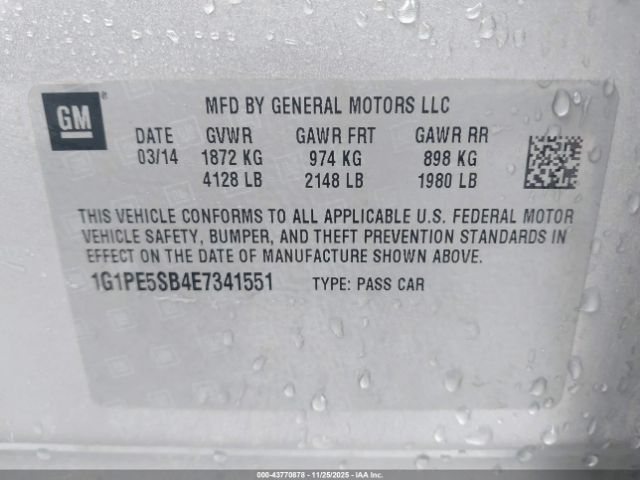 GM ®
MFD BY GENERAL MOTORS LLC
DATE GVWR GAWR FRT GAWR RR
03/14 1872 KG 974 KG 898 KG
4128 LB 2148 LB 1980 LB
THIS VEHICLE CONFORMS TO ALL APPLICABLE U.S. FEDERAL MOTOR
VEHICLE SAFETY, BUMPER, AND THEFT PREVENTION STANDARDS IN
EFFECT ON THE DATE OF MANUFACTURE SHOWN ABOVE.
1G1PE5SB4E7341551 TYPE: PASS CAR
000-43770878 - 11/25/2025 - IAAI.COM